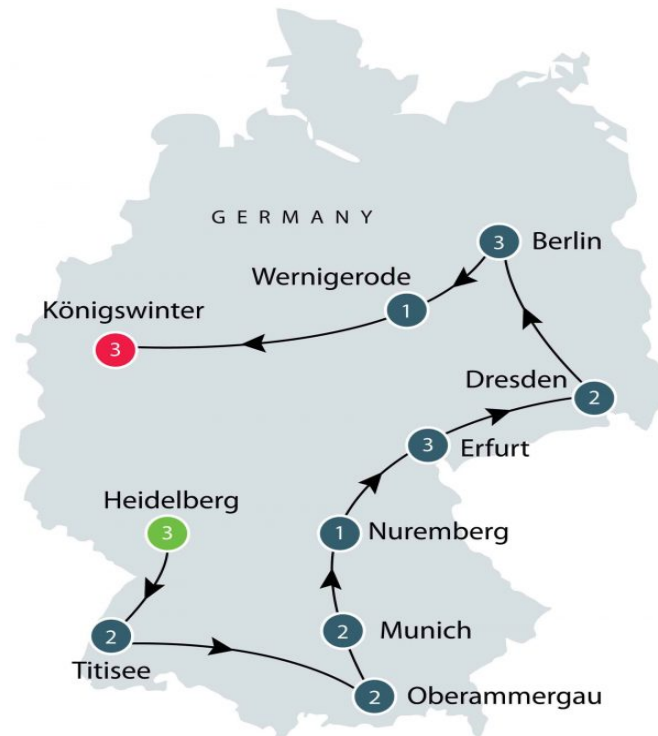 GERMANY
3 Berlin
Wernigerode
1
Königswinter
3
Dresden
2
3 Erfurt
Heidelberg
3
1 Nuremberg
2 Munich
2
Titisee
2 Oberammergau